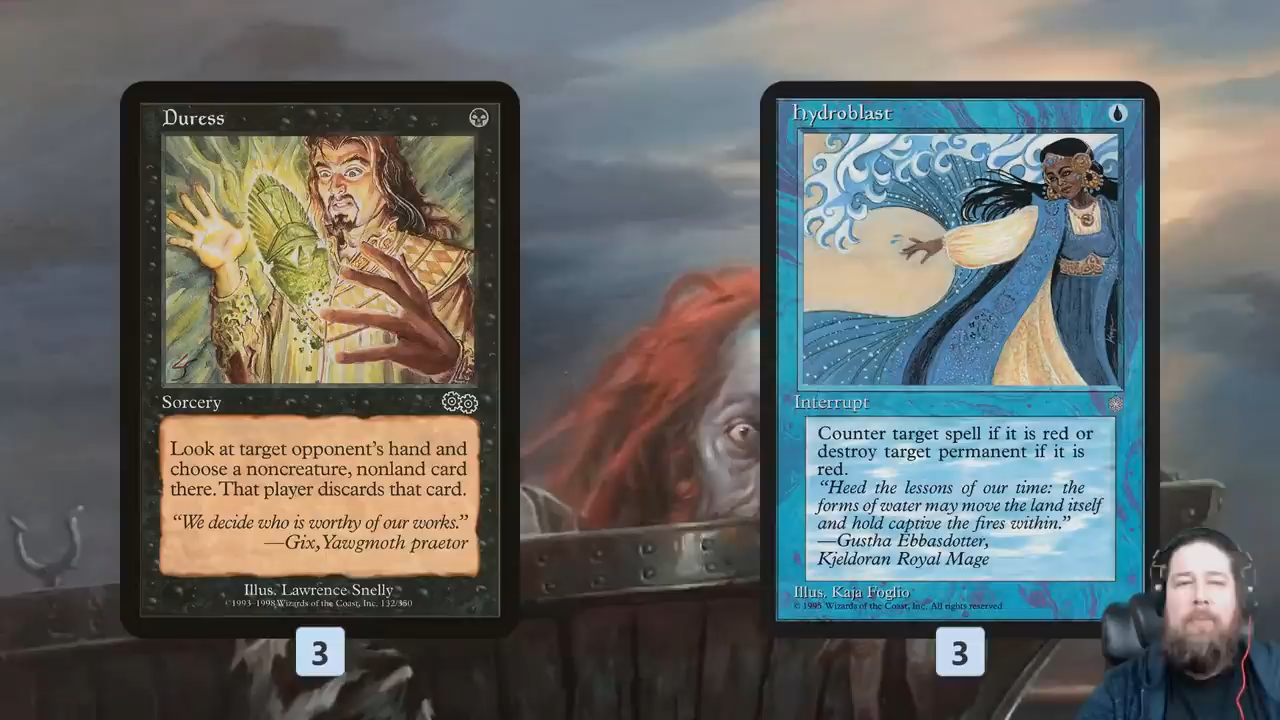 Duress
Sorcery
Look at target opponent's hand and
choose a noncreature, nonland card
there. That player discards that card.
"We decide who is worthy of our works."
—Gix, Yawgmoth praetor
Illus. Lawrence Snelly
©1993–1998 Wizards of the Coast, Inc. 132/350
3
Hydroblast
Interrupt
Counter target spell if it is red or
destroy target permanent if it is
red.
"Heed the lessons of our time: the
forms of water may move the land itself
and hold captive the fires within."
—Gustha Ebbasdotter,
Kjeldoran Royal Mage
Illus. Kaja Foglio
© 1995 Wizards of the Coast, Inc. All rights reserved
3